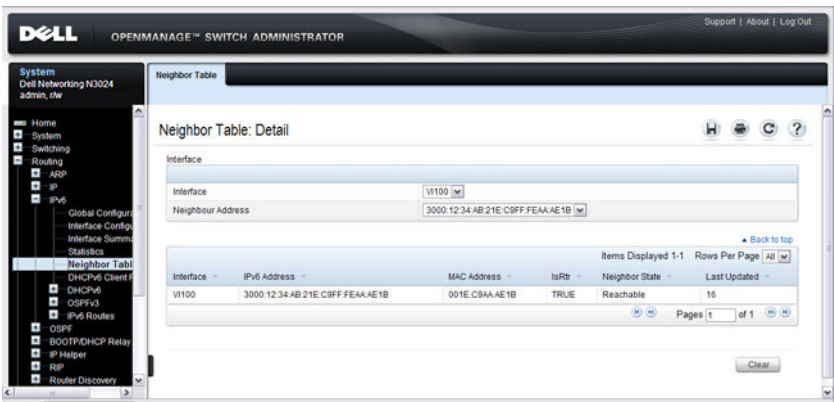 DELL
OPENMANAGE™ SWITCH ADMINISTRATOR
Support | About | Log Out
System
Dell Networking N3024
admin, r/w
Home
System
Switching
Routing
ARP
IP
IPv6
Global Configura
Interface Configu
Interface Summa
Statistics
Neighbor Tabl
DHCPv6 Client P
DHCPv6
OSPFv3
IPv6 Routes
OSPF
BOOTP/DHCP Relay
IP Helper
RIP
Router Discovery
Neighbor Table
Neighbor Table: Detail
Interface
Interface Vl100
Neighbour Address 3000:12:34:AB:21E:C9FF:FEAA:AE1B
Back to top
Items Displayed 1-1 Rows Per Page All
Interface IPv6 Address MAC Address IsRtr Neighbor State Last Updated
Vl100 3000:12:34:AB:21E:C9FF:FEAA:AE1B 001E.C9AA.AE1B TRUE Reachable 16
Pages 1 of 1
Clear